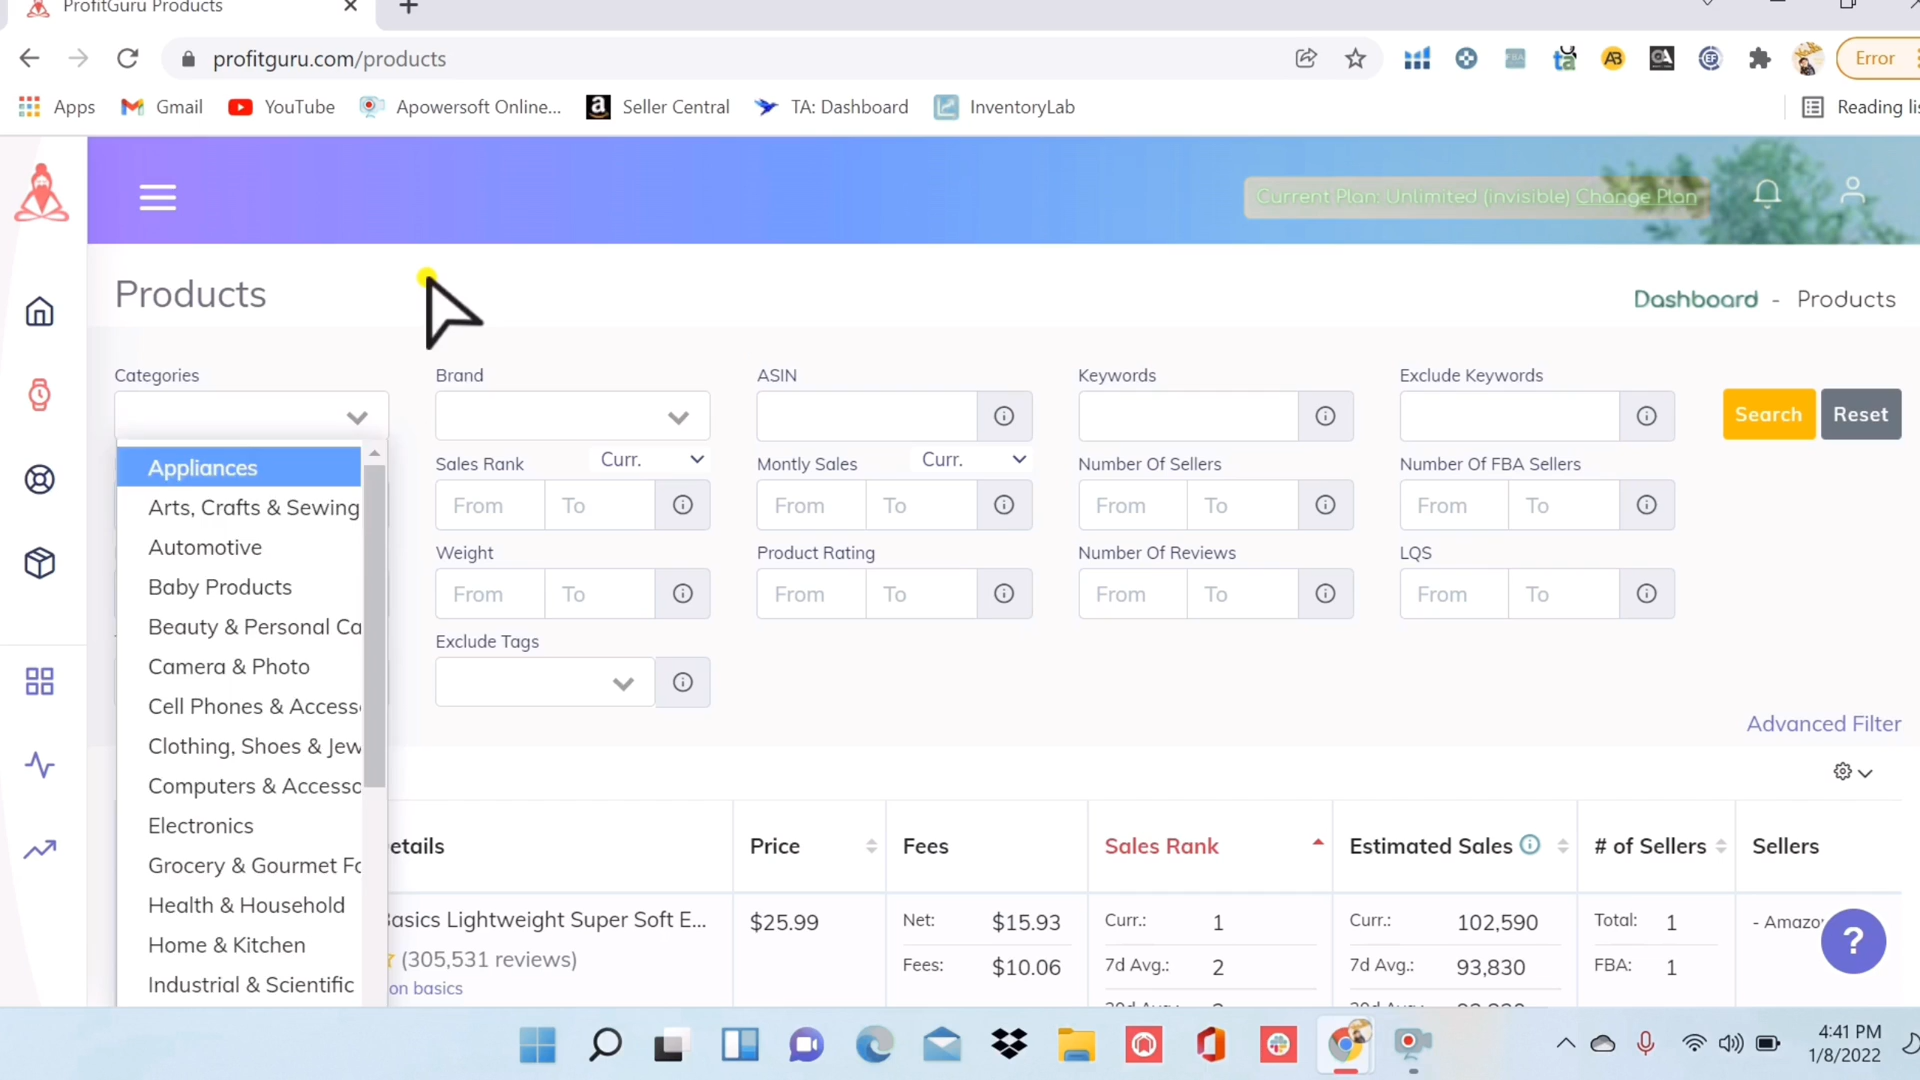 ProfitGuru Products
profitguru.com/products
Error
Apps
Gmail
YouTube
Apowersoft Online...
Seller Central
TA: Dashboard
InventoryLab
Reading lis
Current Plan: Unlimited (invisible) Change Plan
Products
Dashboard - Products
Categories
Brand
ASIN
Keywords
Exclude Keywords
Search
Reset
Appliances
Arts, Crafts & Sewing
Automotive
Baby Products
Beauty & Personal Ca
Camera & Photo
Cell Phones & Access
Clothing, Shoes & Jew
Computers & Accesso
Electronics
Grocery & Gourmet Fo
Health & Household
Home & Kitchen
Industrial & Scientific
Sales Rank Curr.
Montly Sales Curr.
Number Of Sellers
Number Of FBA Sellers
From To
From To
From To
From To
Weight
Product Rating
Number Of Reviews
LQS
From To
From To
From To
From To
Exclude Tags
Advanced Filter
etails
Price
Fees
Sales Rank
Estimated Sales
# of Sellers
Sellers
Basics Lightweight Super Soft E...
$25.99
Net: $15.93
Curr.: 1
Curr.: 102,590
Total: 1
- Amazo
?
(305,531 reviews)
Fees: $10.06
7d Avg.: 2
7d Avg.: 93,830
FBA: 1
on basics
4:41 PM
1/8/2022